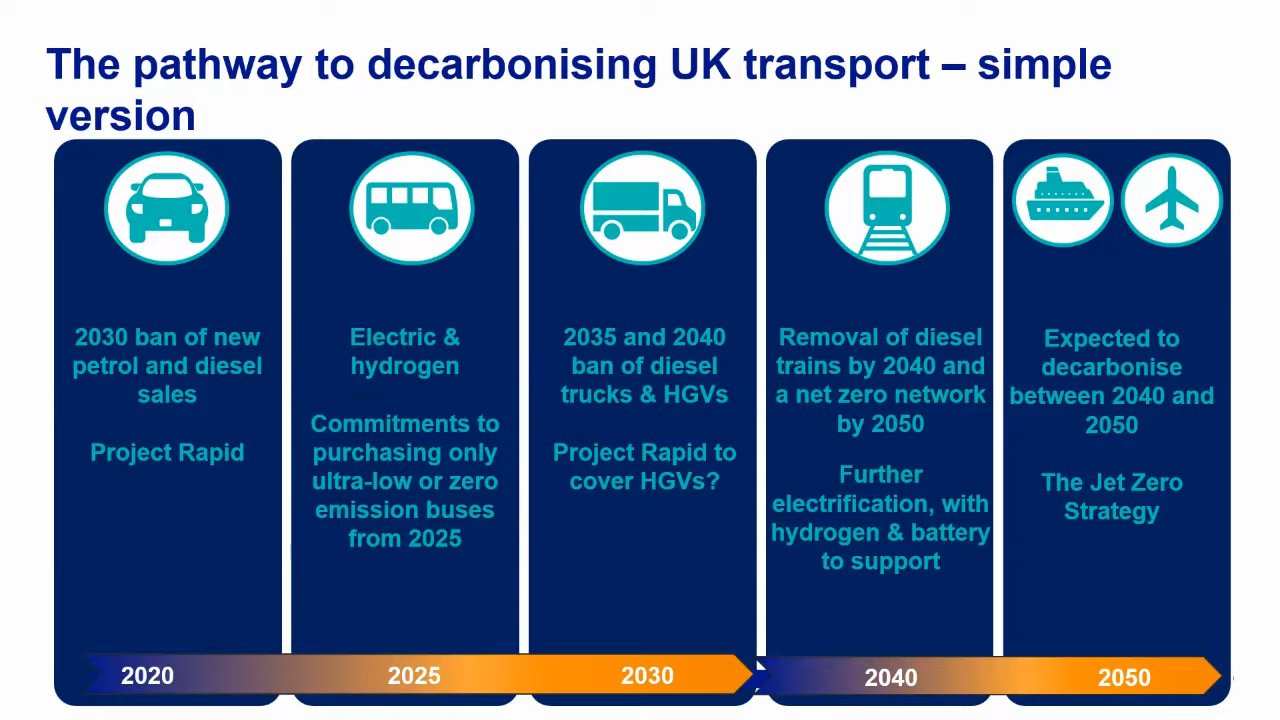 The pathway to decarbonising UK transport – simple
version
2030 ban of new
petrol and diesel
sales
Project Rapid
Electric &
hydrogen
Commitments to
purchasing only
ultra-low or zero
emission buses
from 2025
2035 and 2040
ban of diesel
trucks & HGVs
Project Rapid to
cover HGVs?
Removal of diesel
trains by 2040 and
a net zero network
by 2050
Further
electrification, with
hydrogen & battery
to support
Expected to
decarbonise
between 2040 and
2050
The Jet Zero
Strategy
2020
2025
2030
2040
2050